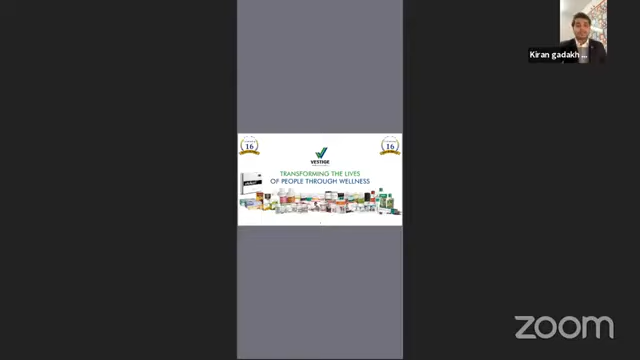 Kiran gadakh ...
16
16
VESTIGE
TRANSFORMING THE LIVES
OF PEOPLE THROUGH WELLNESS
zoom